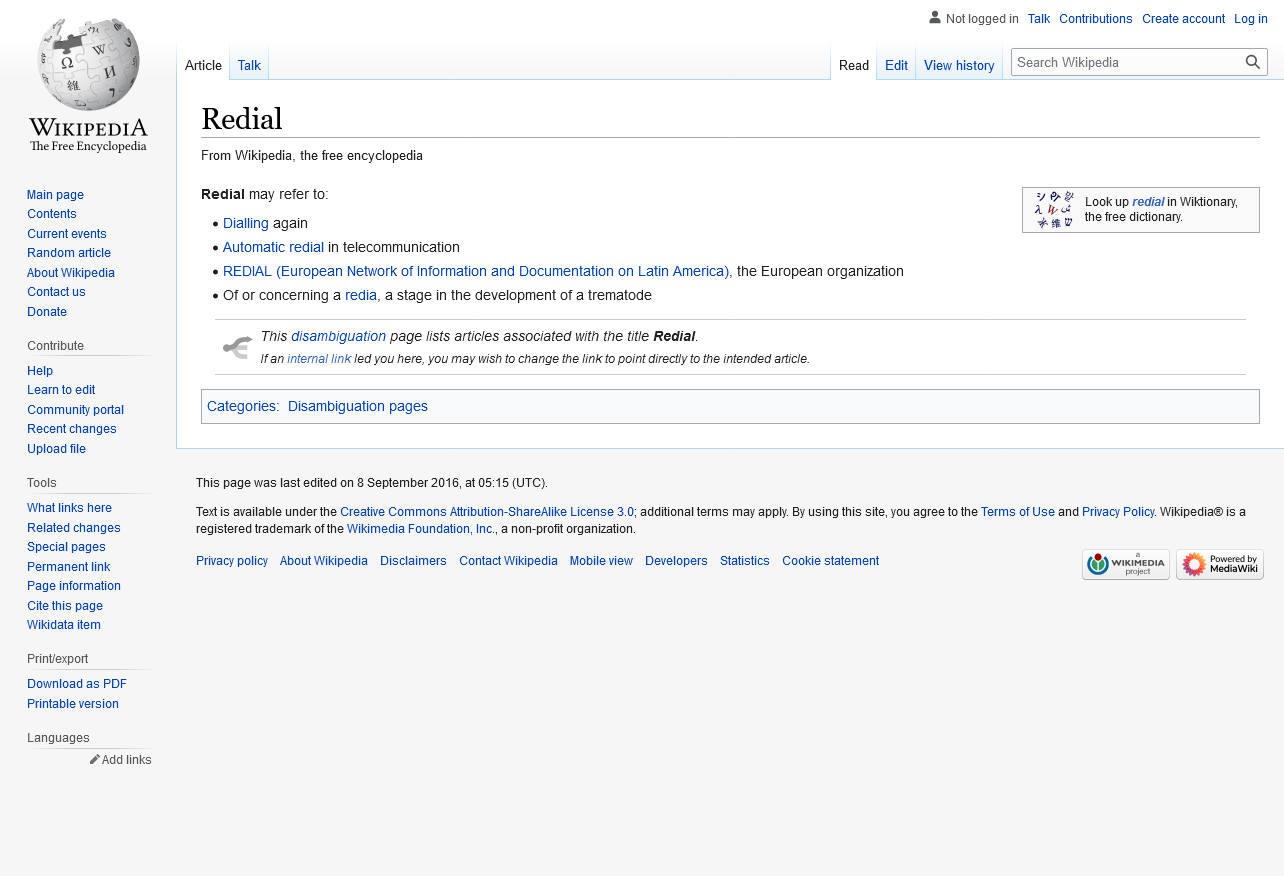 Not logged in Talk Contributions Create account Log in
Article Talk Read Edit View history Search Wikipedia
WIKIPEDIA
The Free Encyclopedia
Main page
Contents
Current events
Random article
About Wikipedia
Contact us
Donate
Contribute
Help
Learn to edit
Community portal
Recent changes
Upload file
Tools
What links here
Related changes
Special pages
Permanent link
Page information
Cite this page
Wikidata item
Print/export
Download as PDF
Printable version
Languages
Add links
Redial
From Wikipedia, the free encyclopedia
Redial may refer to:
Look up redial in Wiktionary,
the free dictionary.
• Dialling again
• Automatic redial in telecommunication
• REDIAL (European Network of Information and Documentation on Latin America), the European organization
• Of or concerning a redia, a stage in the development of a trematode
This disambiguation page lists articles associated with the title Redial.
If an internal link led you here, you may wish to change the link to point directly to the intended article.
Categories: Disambiguation pages
This page was last edited on 8 September 2016, at 05:15 (UTC).
Text is available under the Creative Commons Attribution-ShareAlike License 3.0; additional terms may apply. By using this site, you agree to the Terms of Use and Privacy Policy. Wikipedia® is a
registered trademark of the Wikimedia Foundation, Inc., a non-profit organization.
Privacy policy About Wikipedia Disclaimers Contact Wikipedia Mobile view Developers Statistics Cookie statement
a
WIKIMEDIA
project
Powered by
MediaWiki